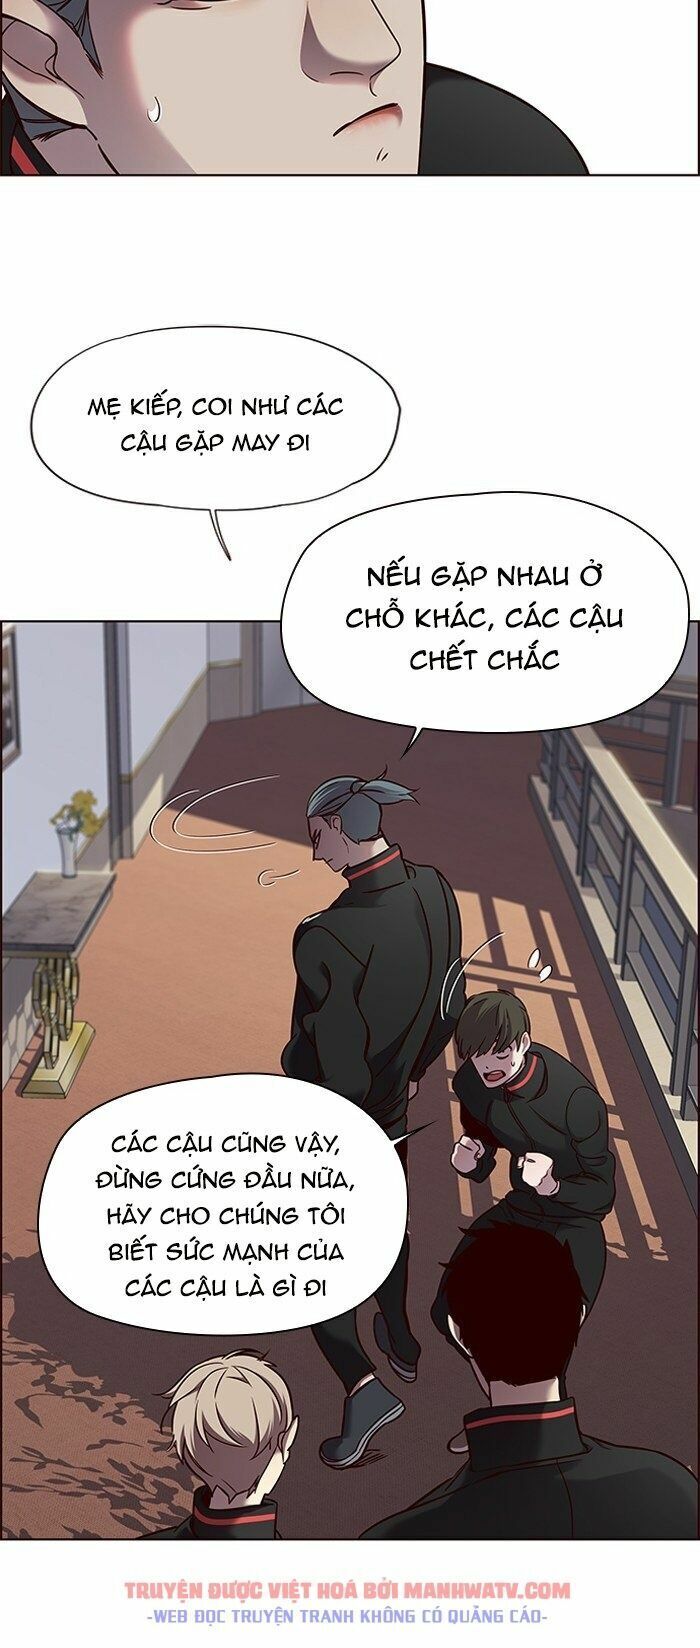 MẸ KIẾP, COI NHƯ CÁC
CẬU GẶP MAY ĐI
NẾU GẶP NHAU Ở
CHỖ KHÁC, CÁC CẬU
CHẾT CHẮC
CÁC CẬU CŨNG VẬY,
ĐỪNG CỨNG ĐẦU NỮA,
HÃY CHO CHÚNG TÔI
BIẾT SỨC MẠNH CỦA
CÁC CẬU LÀ GÌ ĐI
TRUYỆN ĐƯỢC VIỆT HOÁ BỞI MANHWATV.COM
-WEB ĐỌC TRUYỆN TRANH KHÔNG CÓ QUẢNG CÁO-